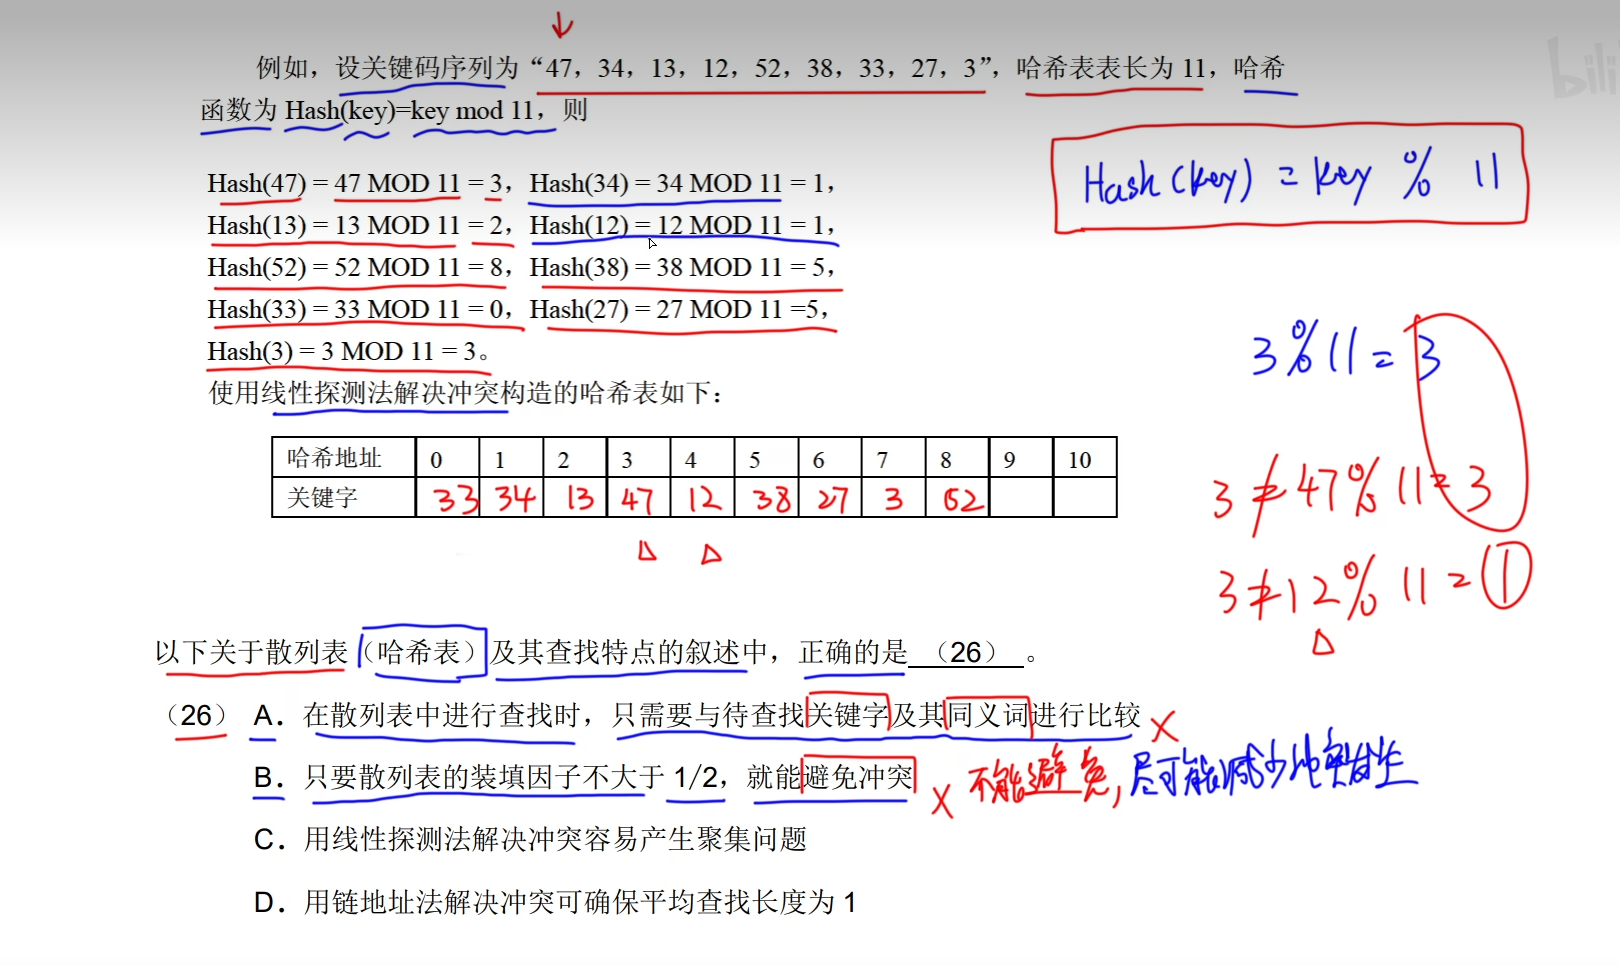 例如，设关键码序列为“47，34，13，12，52，38，33，27，3”，哈希表表长为 11，哈希
函数为 Hash(key)=key mod 11，则
bili
Hash(key) = key % 11
Hash(47) = 47 MOD 11 = 3，Hash(34) = 34 MOD 11 = 1，
Hash(13) = 13 MOD 11 = 2，Hash(12) = 12 MOD 11 = 1，
Hash(52) = 52 MOD 11 = 8，Hash(38) = 38 MOD 11 = 5，
Hash(33) = 33 MOD 11 = 0，Hash(27) = 27 MOD 11 =5，
Hash(3) = 3 MOD 11 = 3。
3 % 11 = 3
使用线性探测法解决冲突构造的哈希表如下：
哈希地址 0 1 2 3 4 5 6 7 8 9 10
关键字 33 34 13 47 12 38 27 3 52
3 ≠ 47 % 11 = 3
3 ≠ 12 % 11 = 1
以下关于散列表（哈希表）及其查找特点的叙述中，正确的是 （26） 。
（26） A．在散列表中进行查找时，只需要与待查找关键字及其同义词进行比较 ×
B．只要散列表的装填因子不大于 1/2，就能避免冲突 × 不能避免，尽可能减少冲突发生
C．用线性探测法解决冲突容易产生聚集问题
D．用链地址法解决冲突可确保平均查找长度为 1